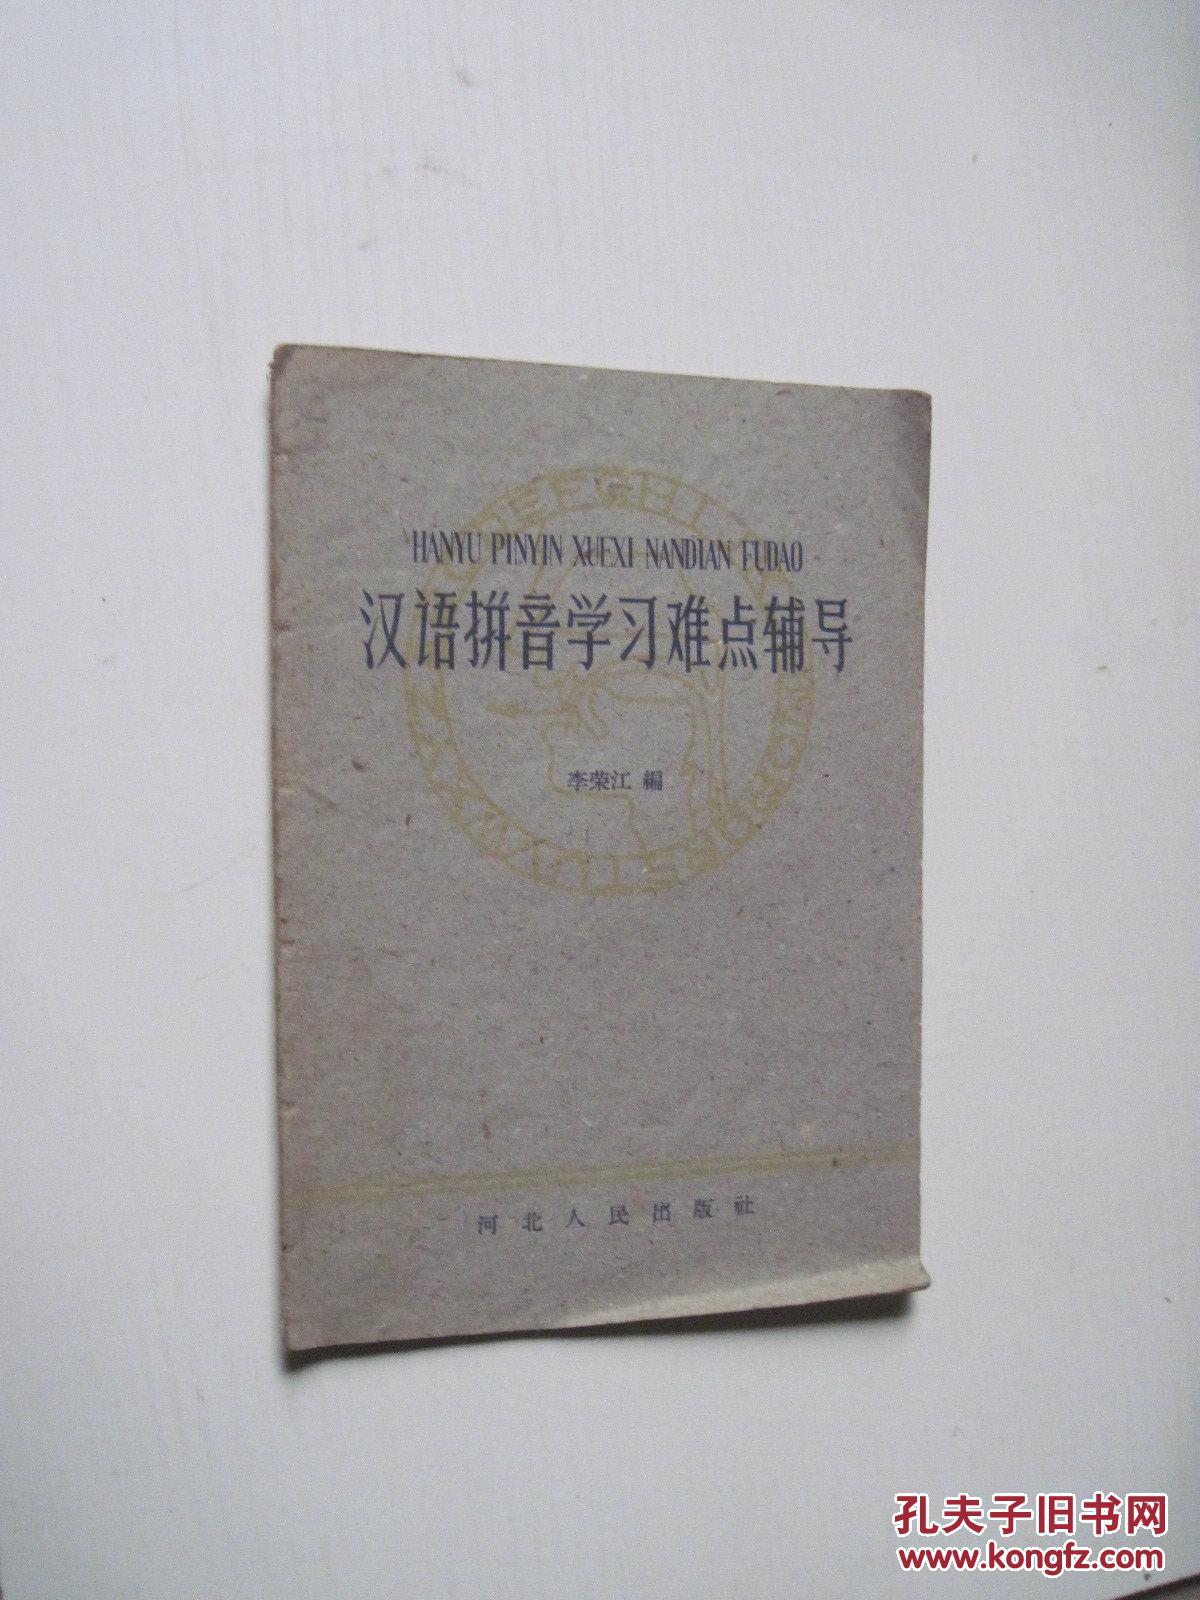 HANYU PINYIN XUEXI NANDIAN FUDAO
汉语拼音学习难点辅导
李荣江 編
河北人民出版社
孔夫子旧书网
www.kongfz.com